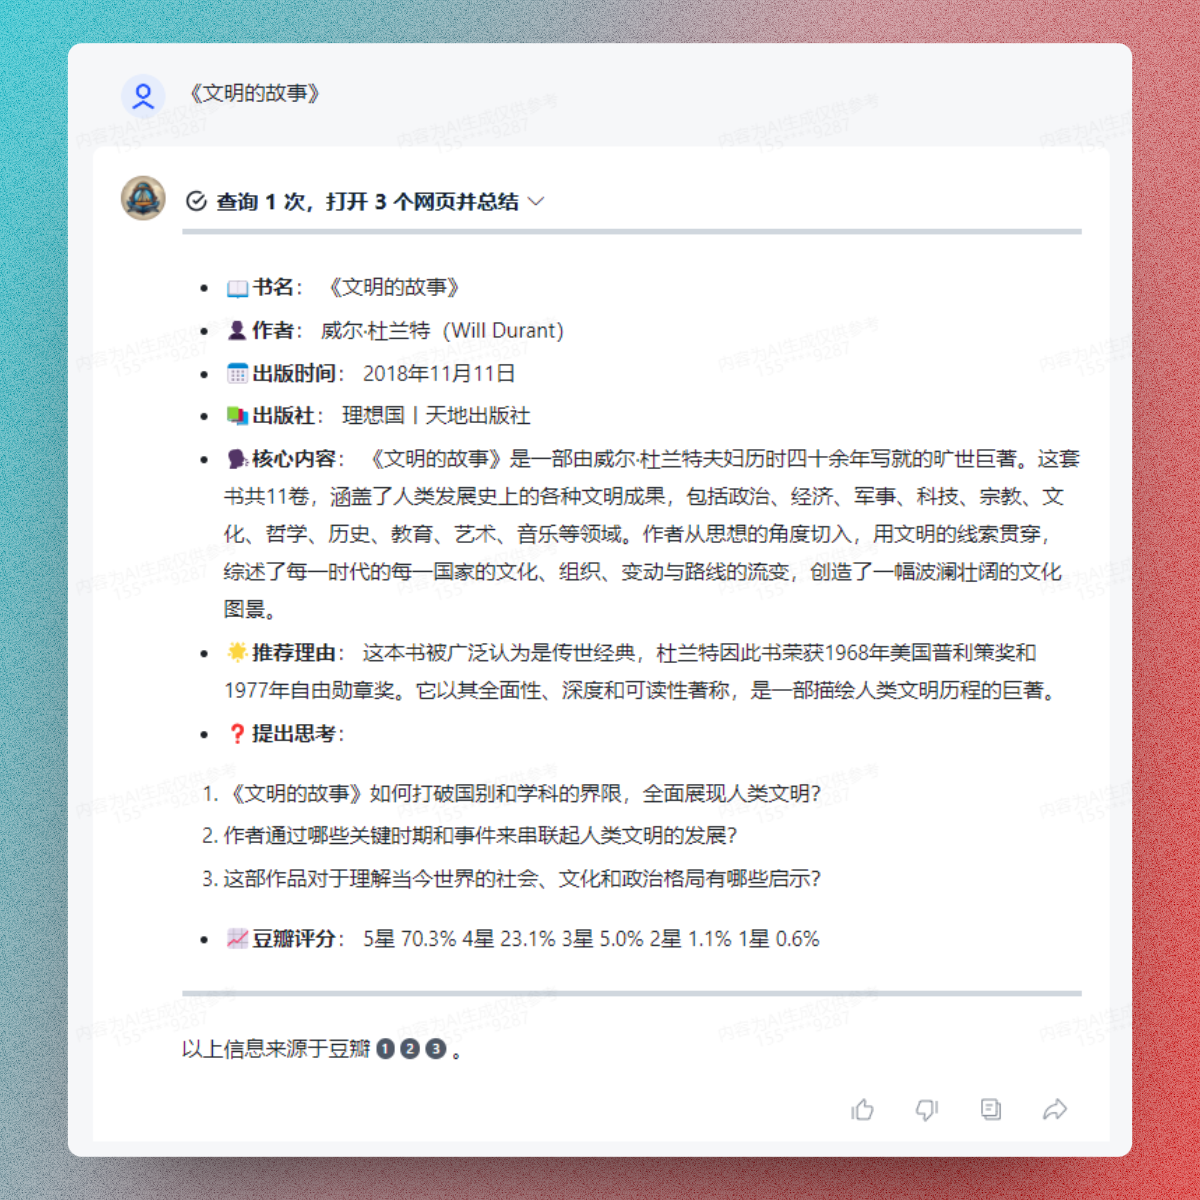 《文明的故事》
查询 1 次，打开 3 个网页并总结
书名： 《文明的故事》
作者： 威尔·杜兰特（Will Durant）
出版时间： 2018年11月11日
出版社： 理想国丨天地出版社
核心内容： 《文明的故事》是一部由威尔·杜兰特夫妇历时四十余年写就的旷世巨著。这套
书共11卷，涵盖了人类发展史上的各种文明成果，包括政治、经济、军事、科技、宗教、文
化、哲学、历史、教育、艺术、音乐等领域。作者从思想的角度切入，用文明的线索贯穿，
综述了每一时代的每一国家的文化、组织、变动与路线的流变，创造了一幅波澜壮阔的文化
图景。
推荐理由： 这本书被广泛认为是传世经典，杜兰特因此书荣获1968年美国普利策奖和
1977年自由勋章奖。它以其全面性、深度和可读性著称，是一部描绘人类文明历程的巨著。
❓提出思考：
1. 《文明的故事》如何打破国别和学科的界限，全面展现人类文明？
2. 作者通过哪些关键时期和事件来串联起人类文明的发展？
3. 这部作品对于理解当今世界的社会、文化和政治格局有哪些启示？
豆瓣评分： 5星 70.3% 4星 23.1% 3星 5.0% 2星 1.1% 1星 0.6%
以上信息来源于豆瓣 1 2 3 。
内容为AI生成仅供参考
155****9287